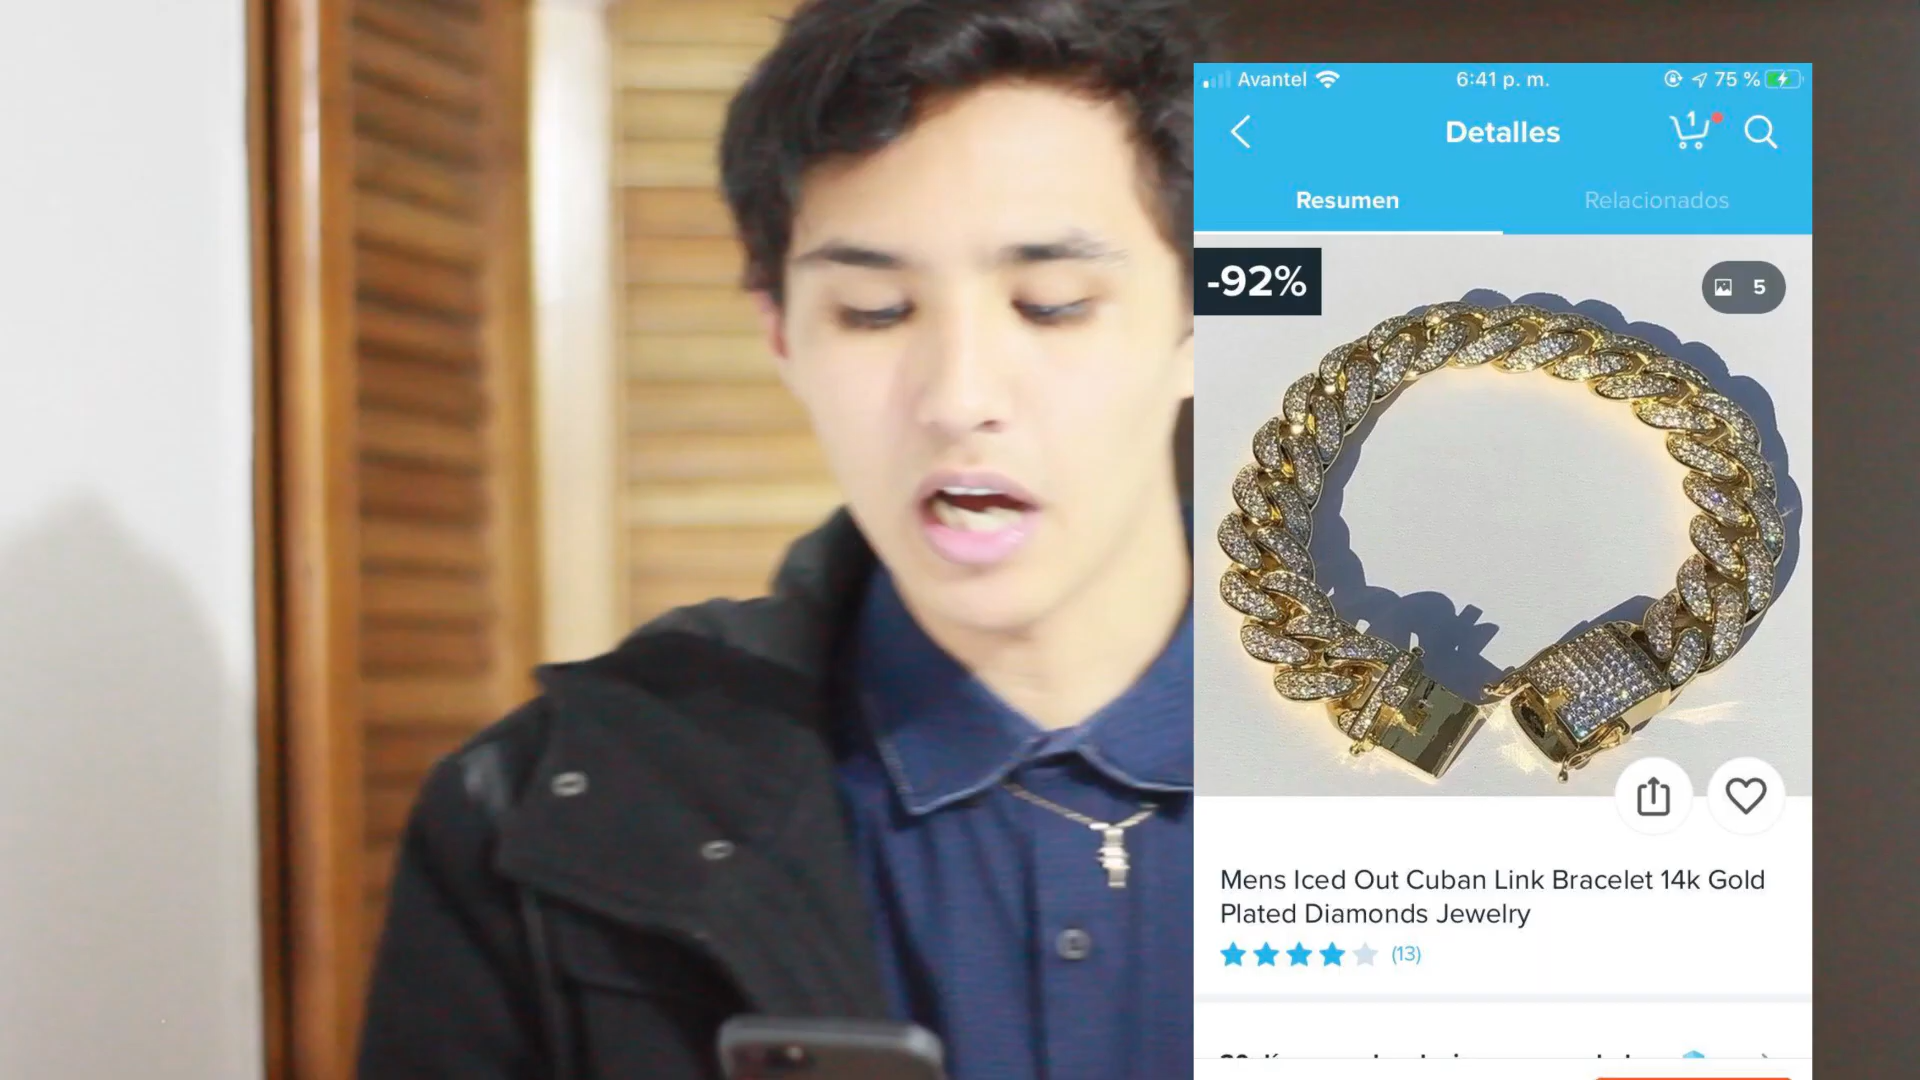 Avantel 6:41 p. m. 75 %
Detalles 1
Resumen Relacionados
-92% 5
Mens Iced Out Cuban Link Bracelet 14k Gold
Plated Diamonds Jewelry
(13)